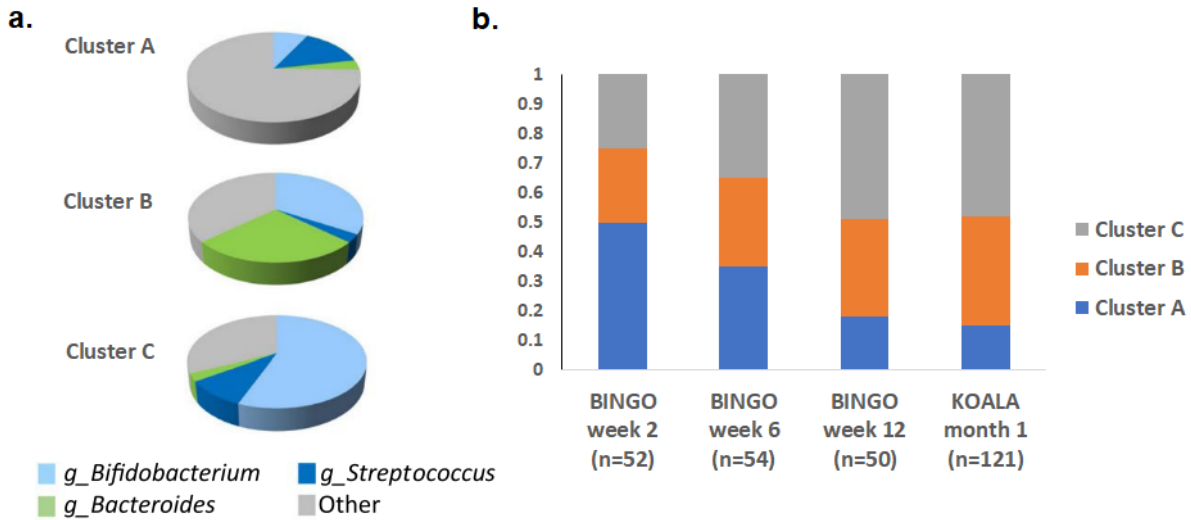 a.
Cluster A
Cluster B
Cluster C
g_Bifidobacterium
g_Streptococcus
g_Bacteroides
Other
b.
1
0.9
0.8
0.7
0.6
0.5
0.4
0.3
0.2
0.1
0
BINGO
week 2
(n=52)
BINGO
week 6
(n=54)
BINGO
week 12
(n=50)
KOALA
month 1
(n=121)
Cluster C
Cluster B
Cluster A